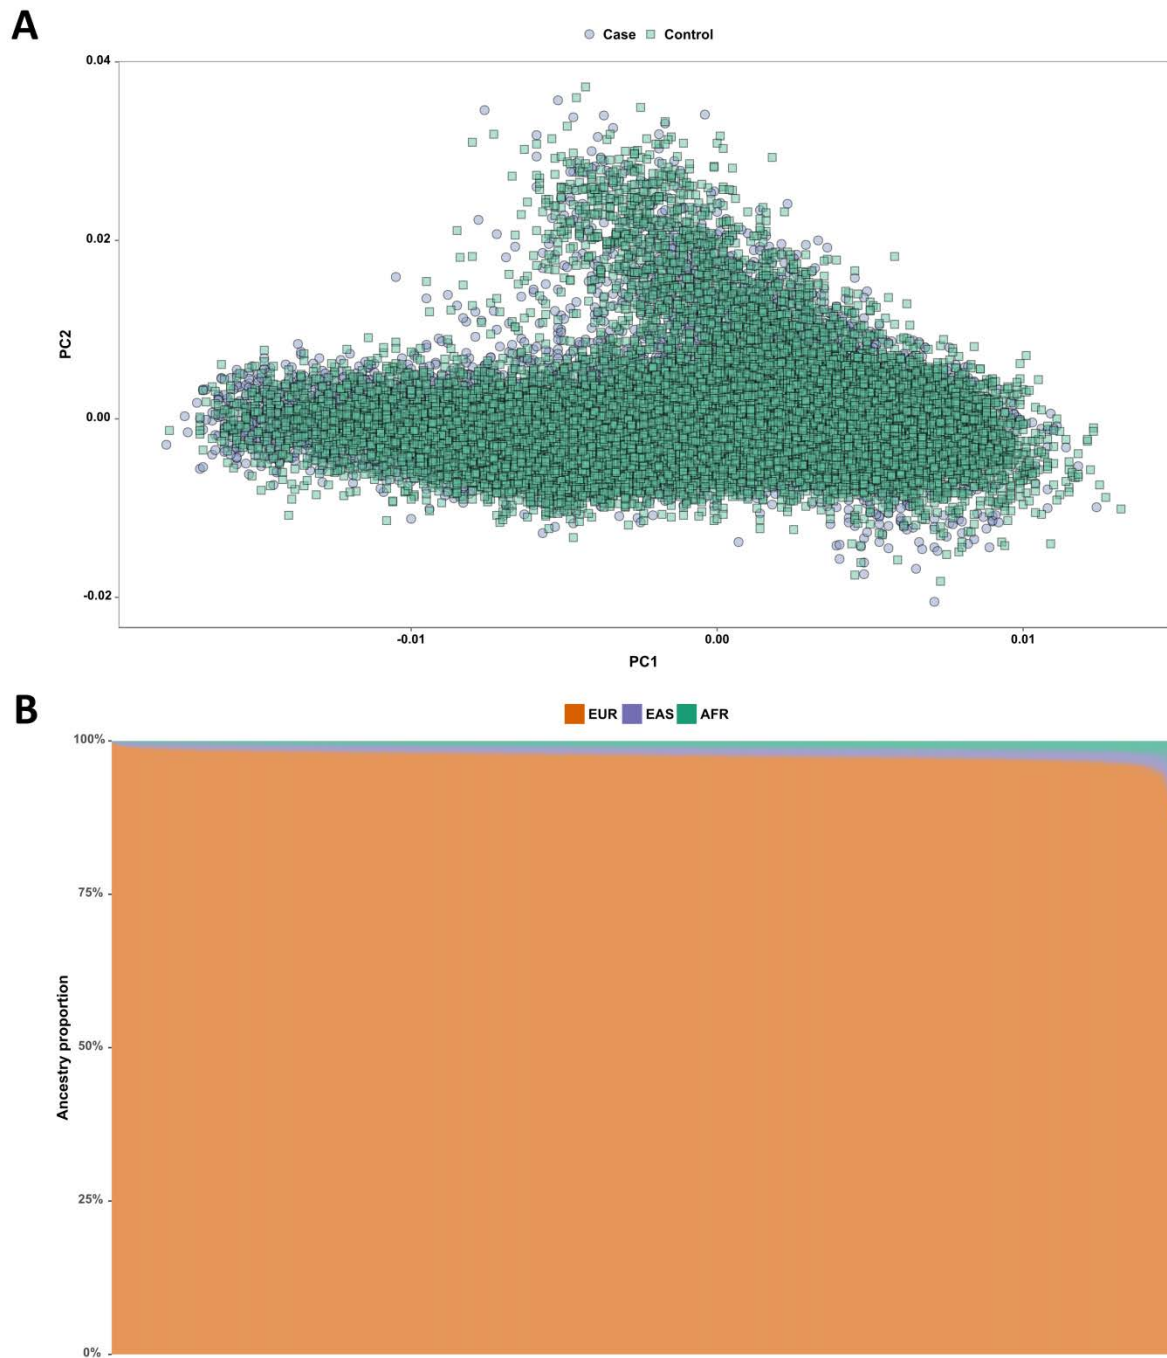 A
Case Control
0.04
0.02
0.00
-0.02
PC2
-0.01 0.00 0.01
PC1
B
EUR EAS AFR
100%
75%
50%
25%
0%
Ancestry proportion